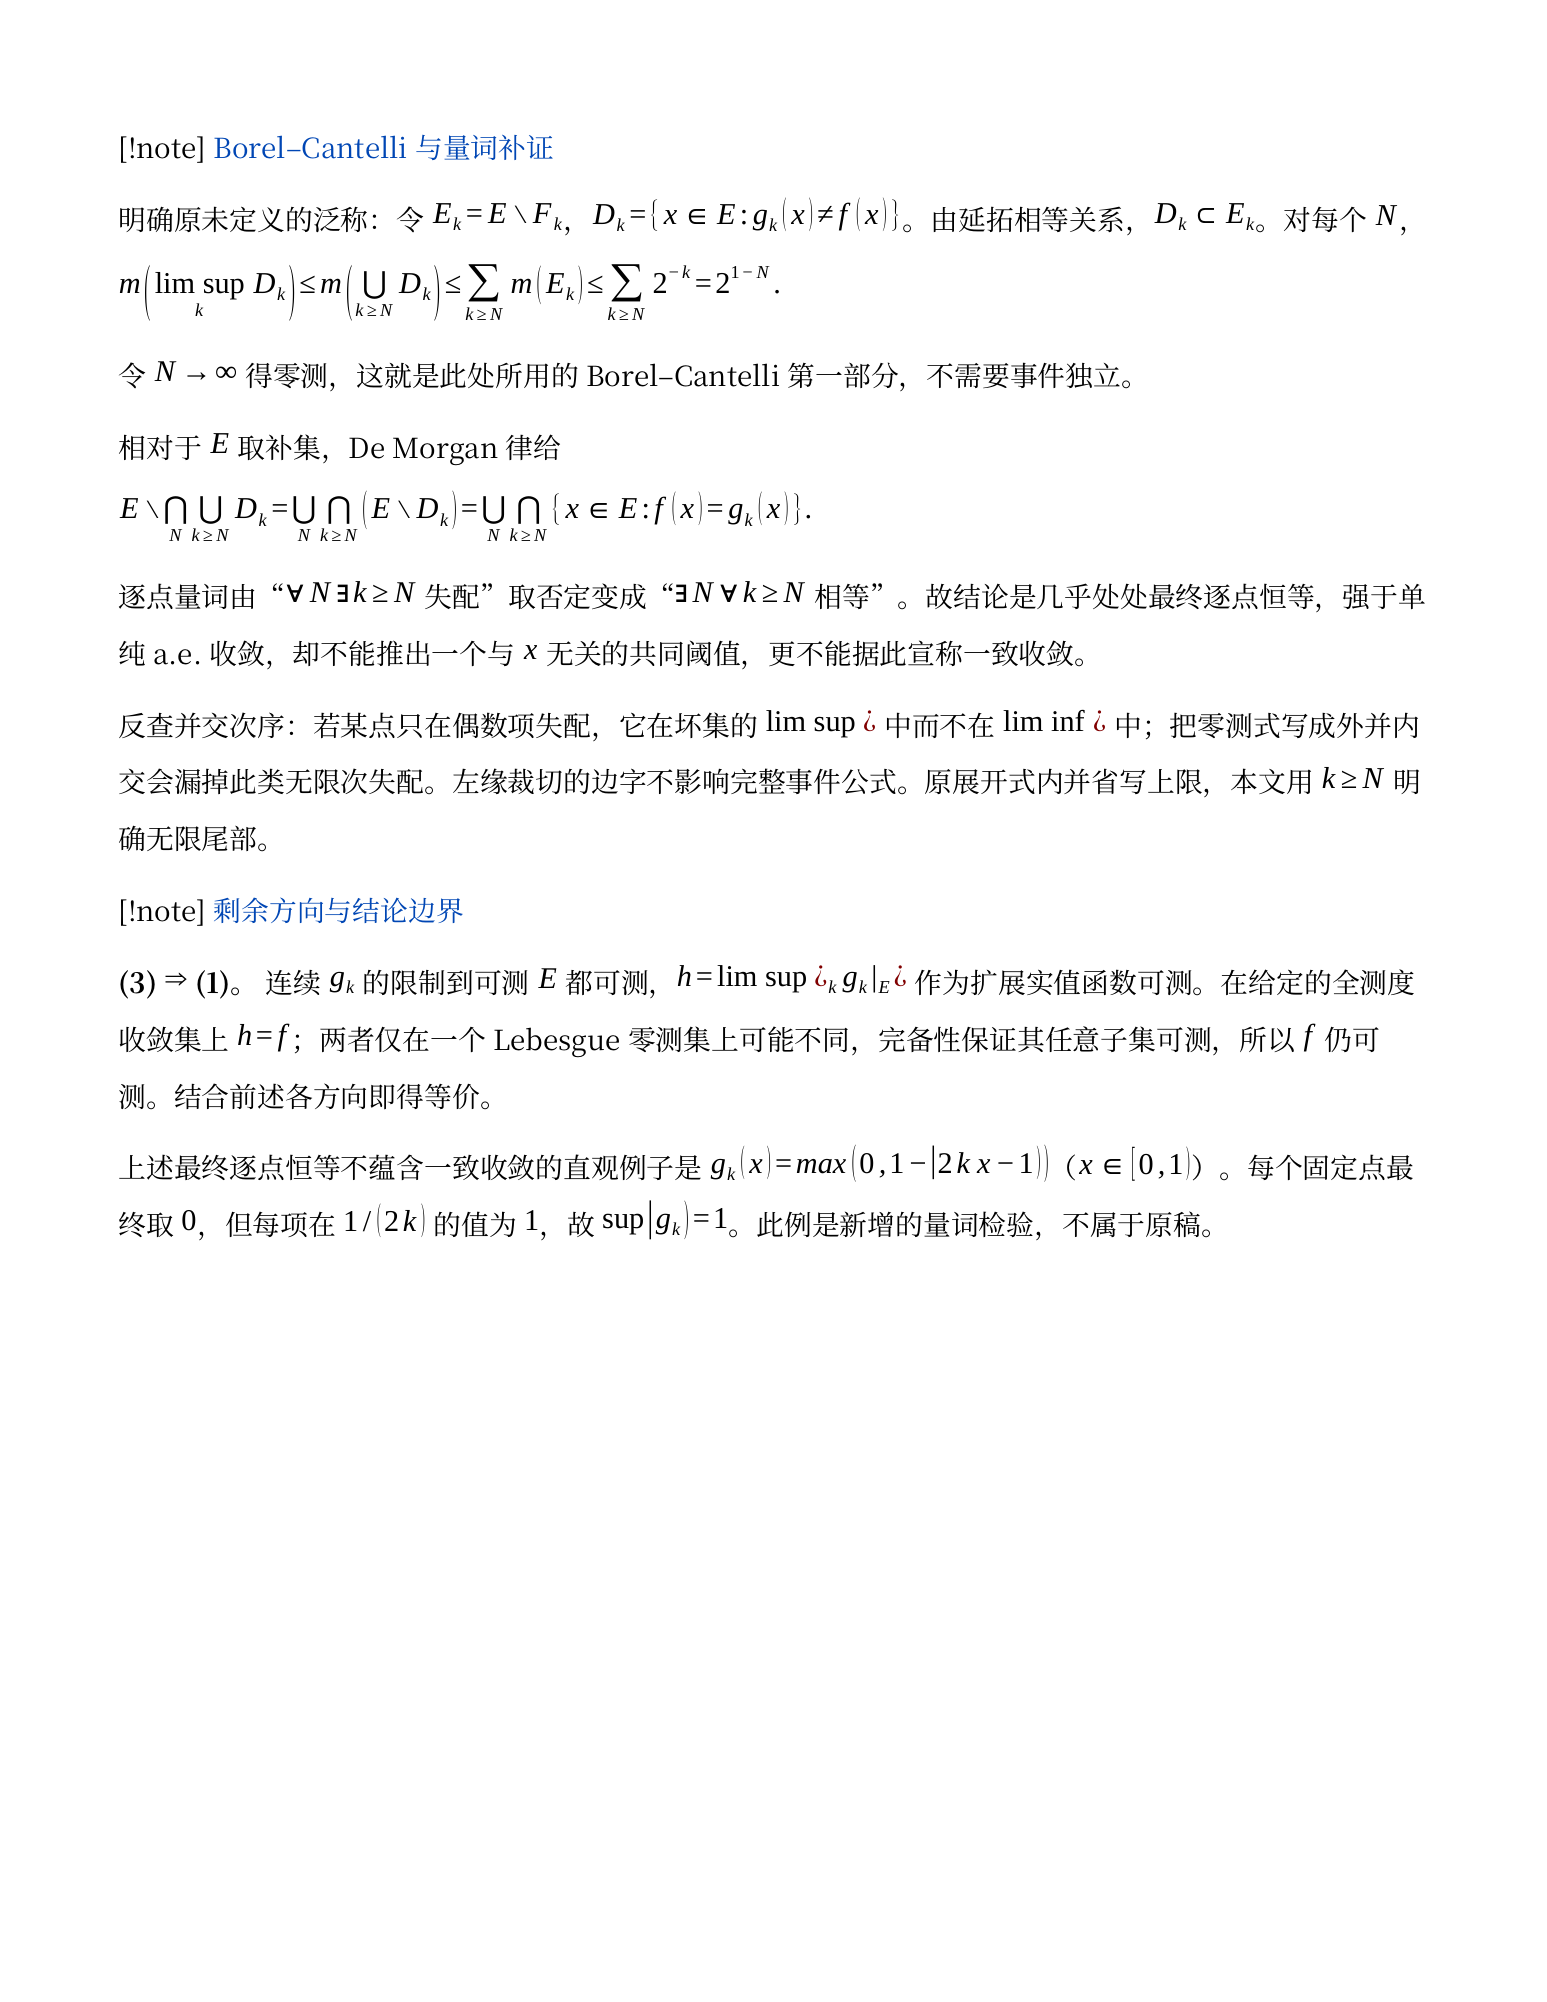 [!note] Borel–Cantelli 与量词补证
明确原未定义的泛称：令 E_k=E∖F_k，D_k={x∈E:g_k(x)≠f(x)}。由延拓相等关系，D_k⊂E_k。对每个 N，
m(lim sup_k D_k)≤m(⋃_{k≥N} D_k)≤∑_{k≥N} m(E_k)≤∑_{k≥N} 2^{−k}=2^{1−N}.
令 N→∞ 得零测，这就是此处所用的 Borel–Cantelli 第一部分，不需要事件独立。
相对于 E 取补集，De Morgan 律给
E∖⋂_N ⋃_{k≥N} D_k=⋃_N ⋂_{k≥N} (E∖D_k)=⋃_N ⋂_{k≥N} {x∈E:f(x)=g_k(x)}.
逐点量词由“∀N∃k≥N 失配”取否定变成“∃N∀k≥N 相等”。故结论是几乎处处最终逐点恒等，强于单
纯 a.e. 收敛，却不能推出一个与 x 无关的共同阈值，更不能据此宣称一致收敛。
反查并交次序：若某点只在偶数项失配，它在坏集的 lim sup ¿ 中而不在 lim inf ¿ 中；把零测式写成外并内
交会漏掉此类无限次失配。左缘裁切的边字不影响完整事件公式。原展开式内并省写上限，本文用 k≥N 明
确无限尾部。
[!note] 剩余方向与结论边界
(3) ⇒ (1)。 连续 g_k 的限制到可测 E 都可测，h=lim sup ¿_k g_k|_E ¿ 作为扩展实值函数可测。在给定的全测度
收敛集上 h=f；两者仅在一个 Lebesgue 零测集上可能不同，完备性保证其任意子集可测，所以 f 仍可
测。结合前述各方向即得等价。
上述最终逐点恒等不蕴含一致收敛的直观例子是 g_k(x)=max(0,1−|2kx−1))（x∈[0,1)）。每个固定点最
终取 0，但每项在 1/(2k) 的值为 1，故 sup|g_k)=1。此例是新增的量词检验，不属于原稿。